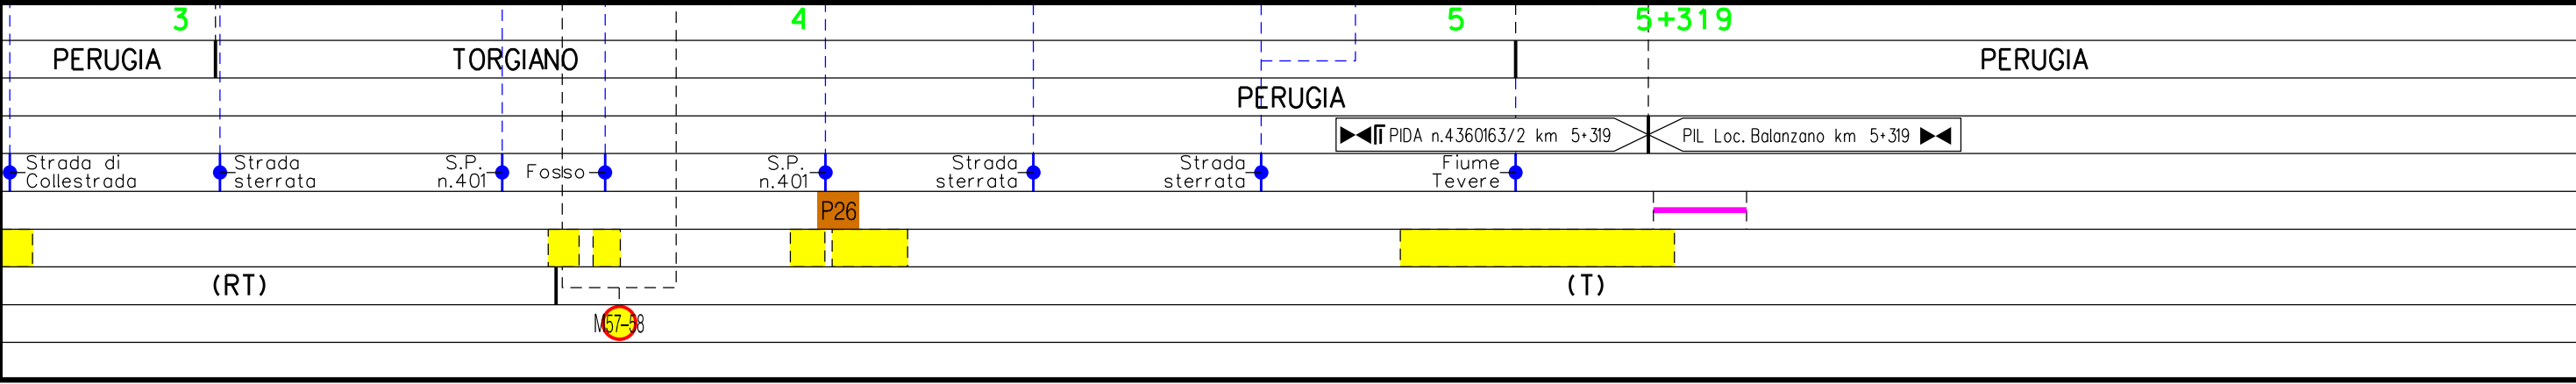 3 4 5 5+319
PERUGIA TORGIANO PERUGIA
PERUGIA
PIDA n.4360163/2 km 5+319 PIL Loc. Balanzano km 5+319
Strada di
Collestrada
Strada
sterrata
S.P.
n.401
Fosso
S.P.
n.401
Strada
sterrata
Strada
sterrata
Fiume
Tevere
P26
(RT) (T)
M57-58